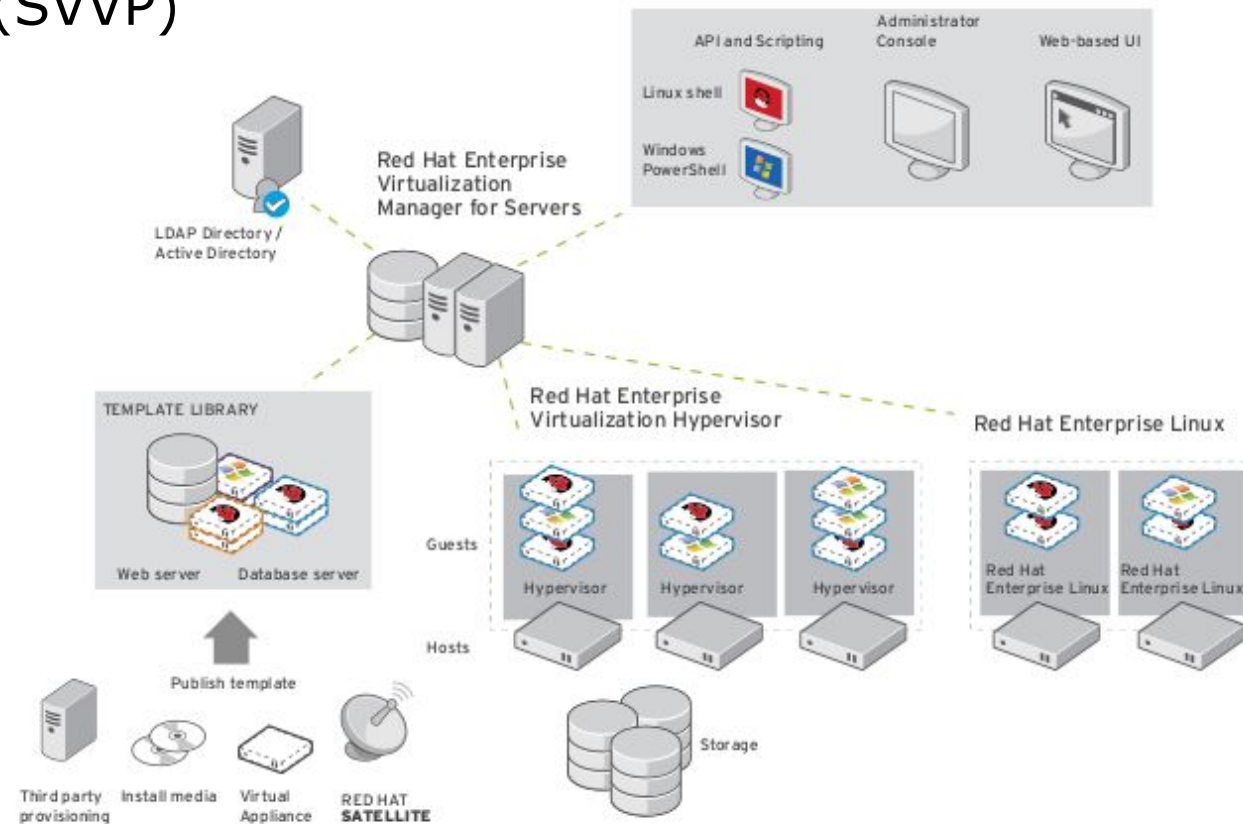 (SVVP)
API and Scripting
Administrator
Console
Web-based UI
Linux shell
Windows
PowerShell
Red Hat Enterprise
Virtualization
Manager for Servers
LDAP Directory /
Active Directory
TEMPLATE LIBRARY
Web server
Database server
Red Hat Enterprise
Virtualization Hypervisor
Red Hat Enterprise Linux
Guests
Hypervisor
Hypervisor
Hypervisor
Red Hat
Enterprise Linux
Red Hat
Enterprise Linux
Hosts
Publish template
Storage
Third party
provisioning
Install media
Virtual
Appliance
RED HAT
SATELLITE